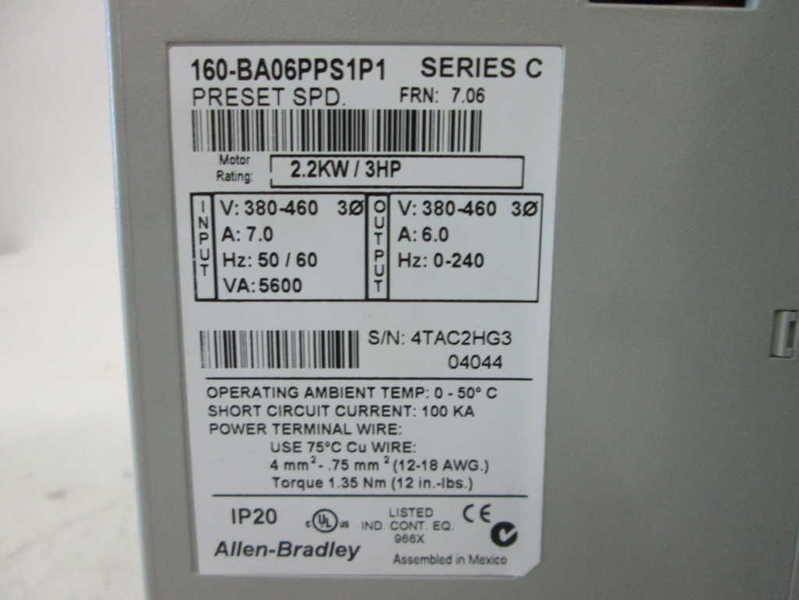 160-BA06PPS1P1 SERIES C
PRESET SPD. FRN: 7.06
Motor Rating: 2.2KW / 3HP
INPUT
V: 380-460 3Ø
A: 7.0
Hz: 50 / 60
VA: 5600
OUTPUT
V: 380-460 3Ø
A: 6.0
Hz: 0-240
S/N: 4TAC2HG3
04044
OPERATING AMBIENT TEMP: 0 - 50° C
SHORT CIRCUIT CURRENT: 100 KA
POWER TERMINAL WIRE:
USE 75°C Cu WIRE:
4 mm² - .75 mm² (12-18 AWG.)
Torque 1.35 Nm (12 in.-lbs.)
IP20 c UL us LISTED CE
IND. CONT. EQ.
966X
Allen-Bradley Assembled in Mexico